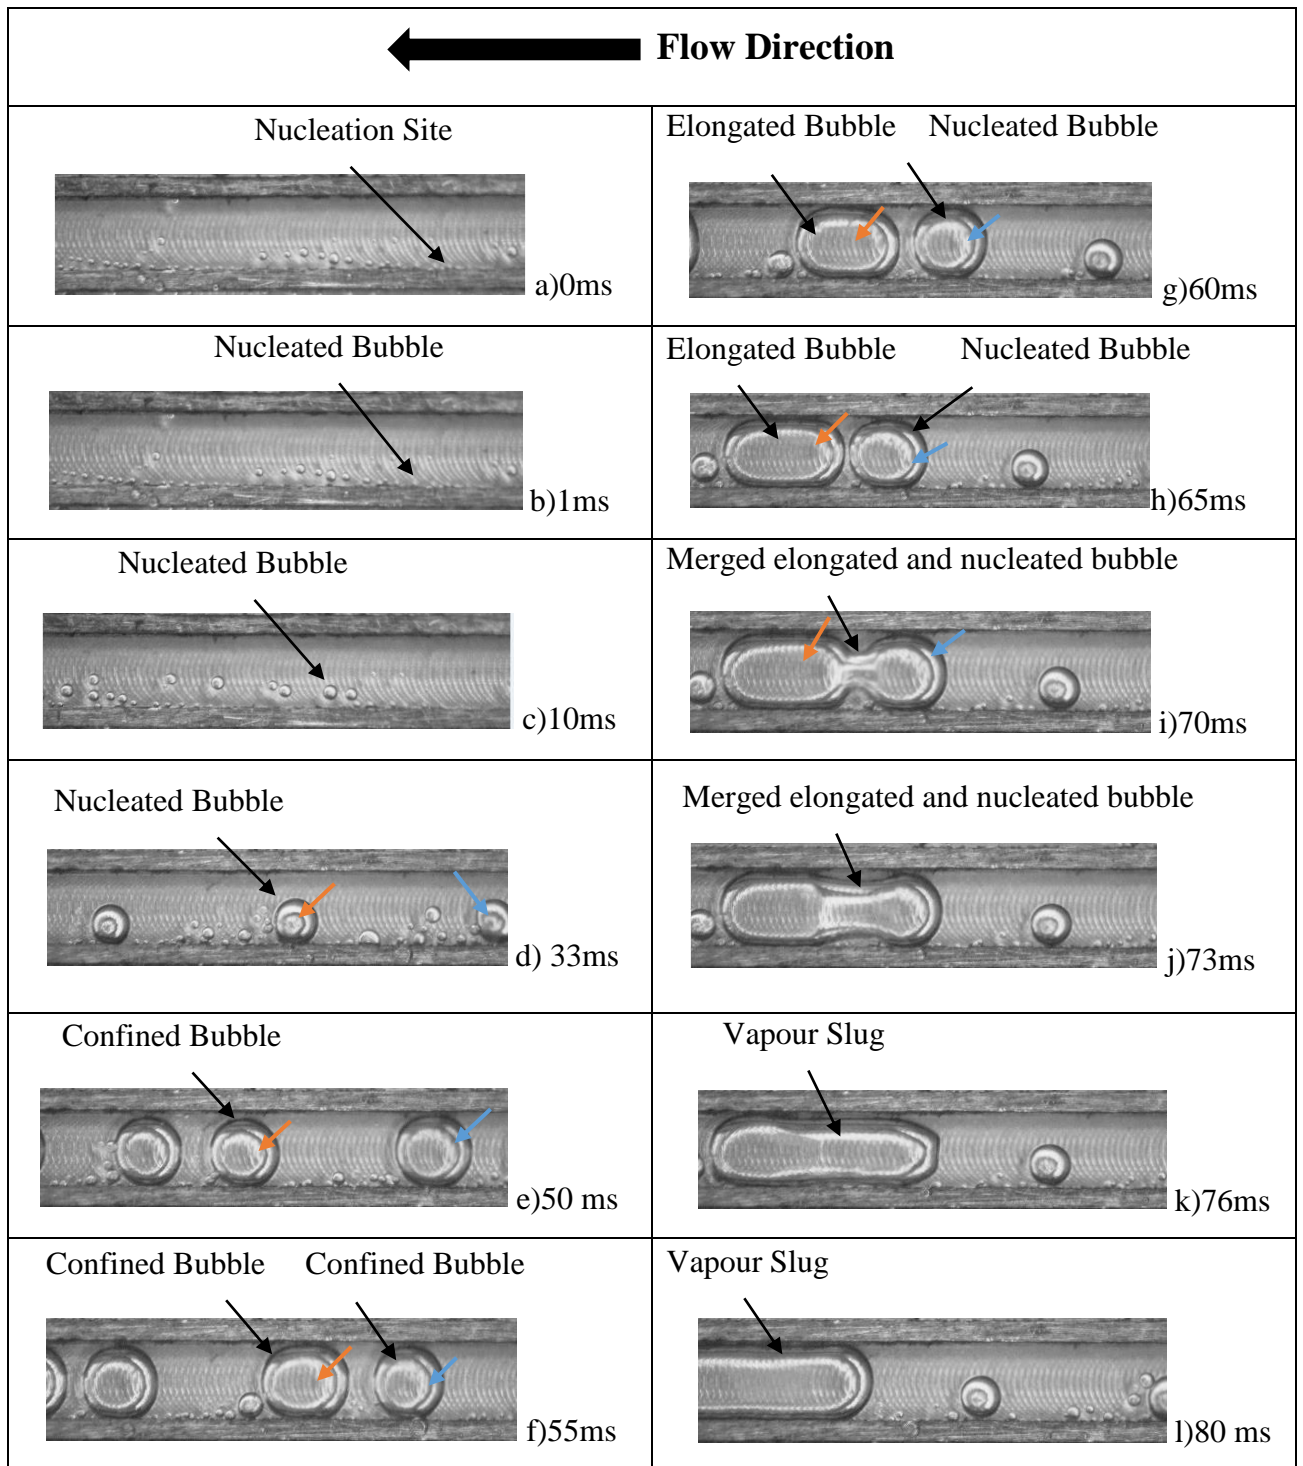 Flow Direction
Nucleation Site
a)0ms
Nucleated Bubble
b)1ms
Nucleated Bubble
c)10ms
Nucleated Bubble
d) 33ms
Confined Bubble
e)50 ms
Confined Bubble Confined Bubble
f)55ms
Elongated Bubble Nucleated Bubble
g)60ms
Elongated Bubble Nucleated Bubble
h)65ms
Merged elongated and nucleated bubble
i)70ms
Merged elongated and nucleated bubble
j)73ms
Vapour Slug
k)76ms
Vapour Slug
l)80 ms